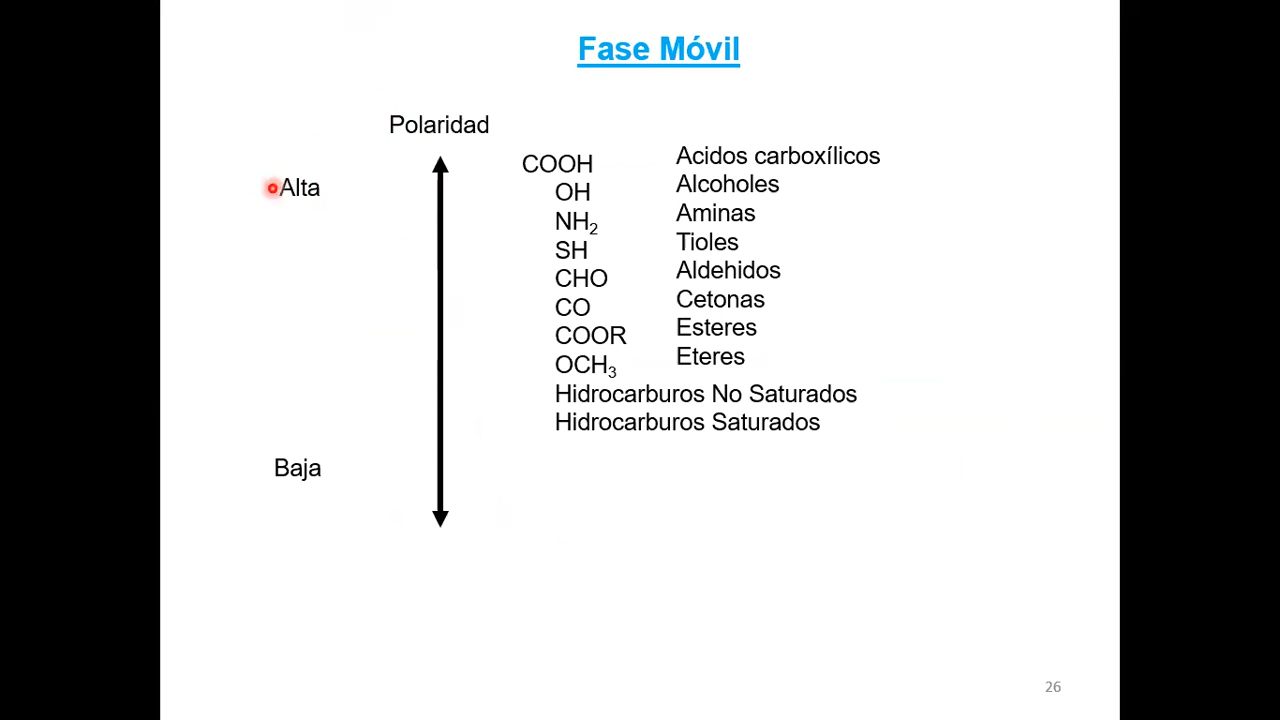 Fase Móvil
Polaridad
Alta
COOH Acidos carboxílicos
OH Alcoholes
NH₂ Aminas
SH Tioles
CHO Aldehidos
CO Cetonas
COOR Esteres
OCH₃ Eteres
Hidrocarburos No Saturados
Hidrocarburos Saturados
Baja
26